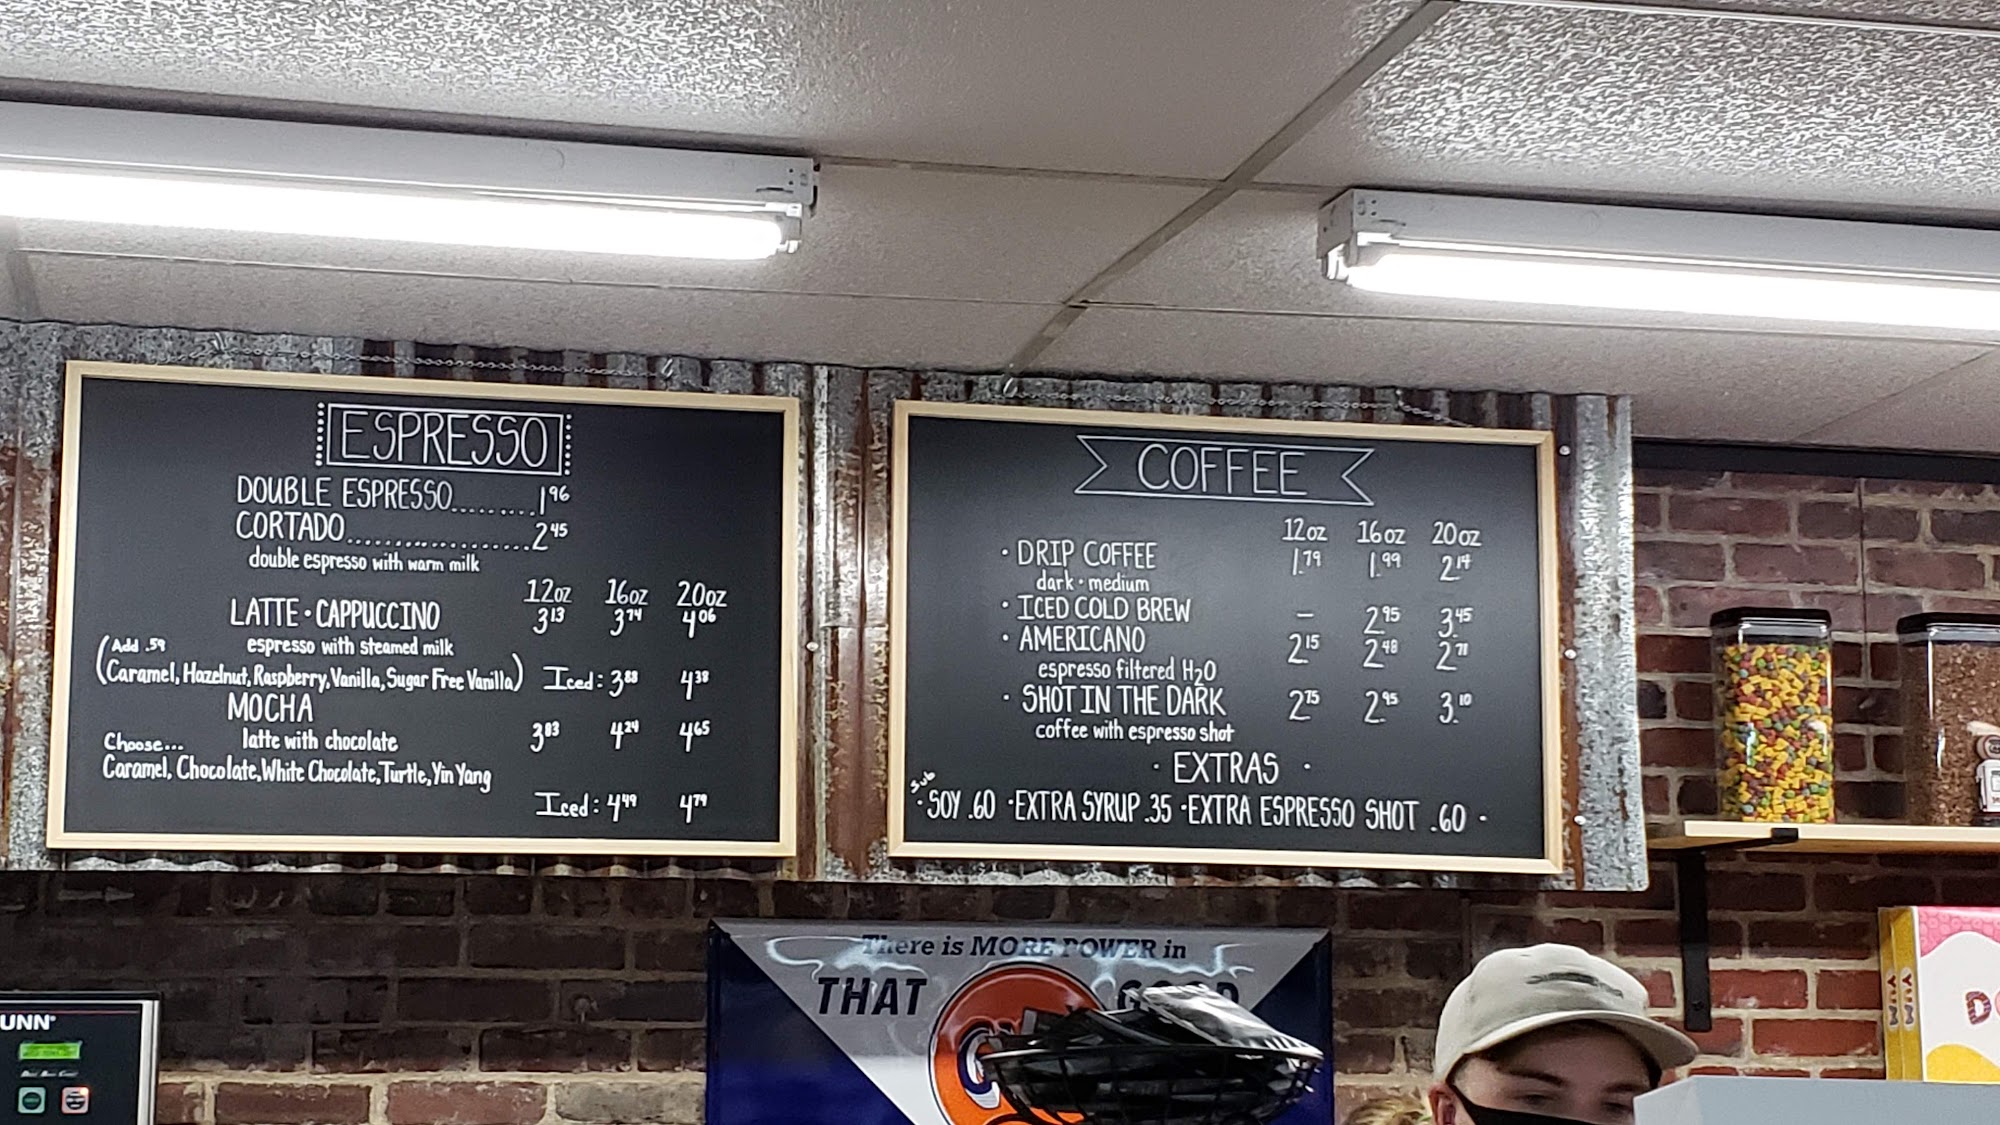 ESPRESSO
DOUBLE ESPRESSO.........1.96
CORTADO...................2.45
double espresso with warm milk
12oz 16oz 20oz
LATTE · CAPPUCCINO 3.13 3.74 4.06
espresso with steamed milk
(Add .59
Caramel, Hazelnut, Raspberry, Vanilla, Sugar Free Vanilla) Iced: 3.88 4.38
MOCHA
latte with chocolate 3.83 4.24 4.65
Choose...
Caramel, Chocolate, White Chocolate, Turtle, Yin Yang
Iced: 4.49 4.79
COFFEE
12oz 16oz 20oz
· DRIP COFFEE 1.79 1.99 2.14
dark · medium
· ICED COLD BREW – 2.95 3.45
· AMERICANO 2.15 2.48
espresso filtered H2O
· SHOT IN THE DARK 2.75 2.95 3.10
coffee with espresso shot
· EXTRAS ·
Sub
· SOY .60 · EXTRA SYRUP .35 · EXTRA ESPRESSO SHOT .60 ·
There is MORE POWER in
THAT GOOD
UNN
YUM
YUM
D